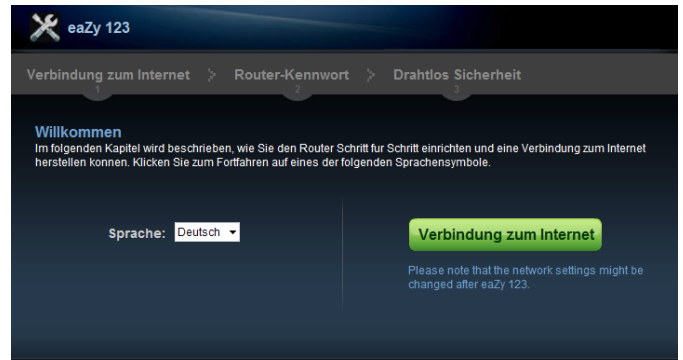 eaZy 123
Verbindung zum Internet > Router-Kennwort > Drahtlos Sicherheit
1 2 3
Willkommen
Im folgenden Kapitel wird beschrieben, wie Sie den Router Schritt fur Schritt einrichten und eine Verbindung zum Internet
herstellen konnen. Klicken Sie zum Fortfahren auf eines der folgenden Sprachensymbole.
Sprache: Deutsch
Verbindung zum Internet
Please note that the network settings might be
changed after eaZy 123.